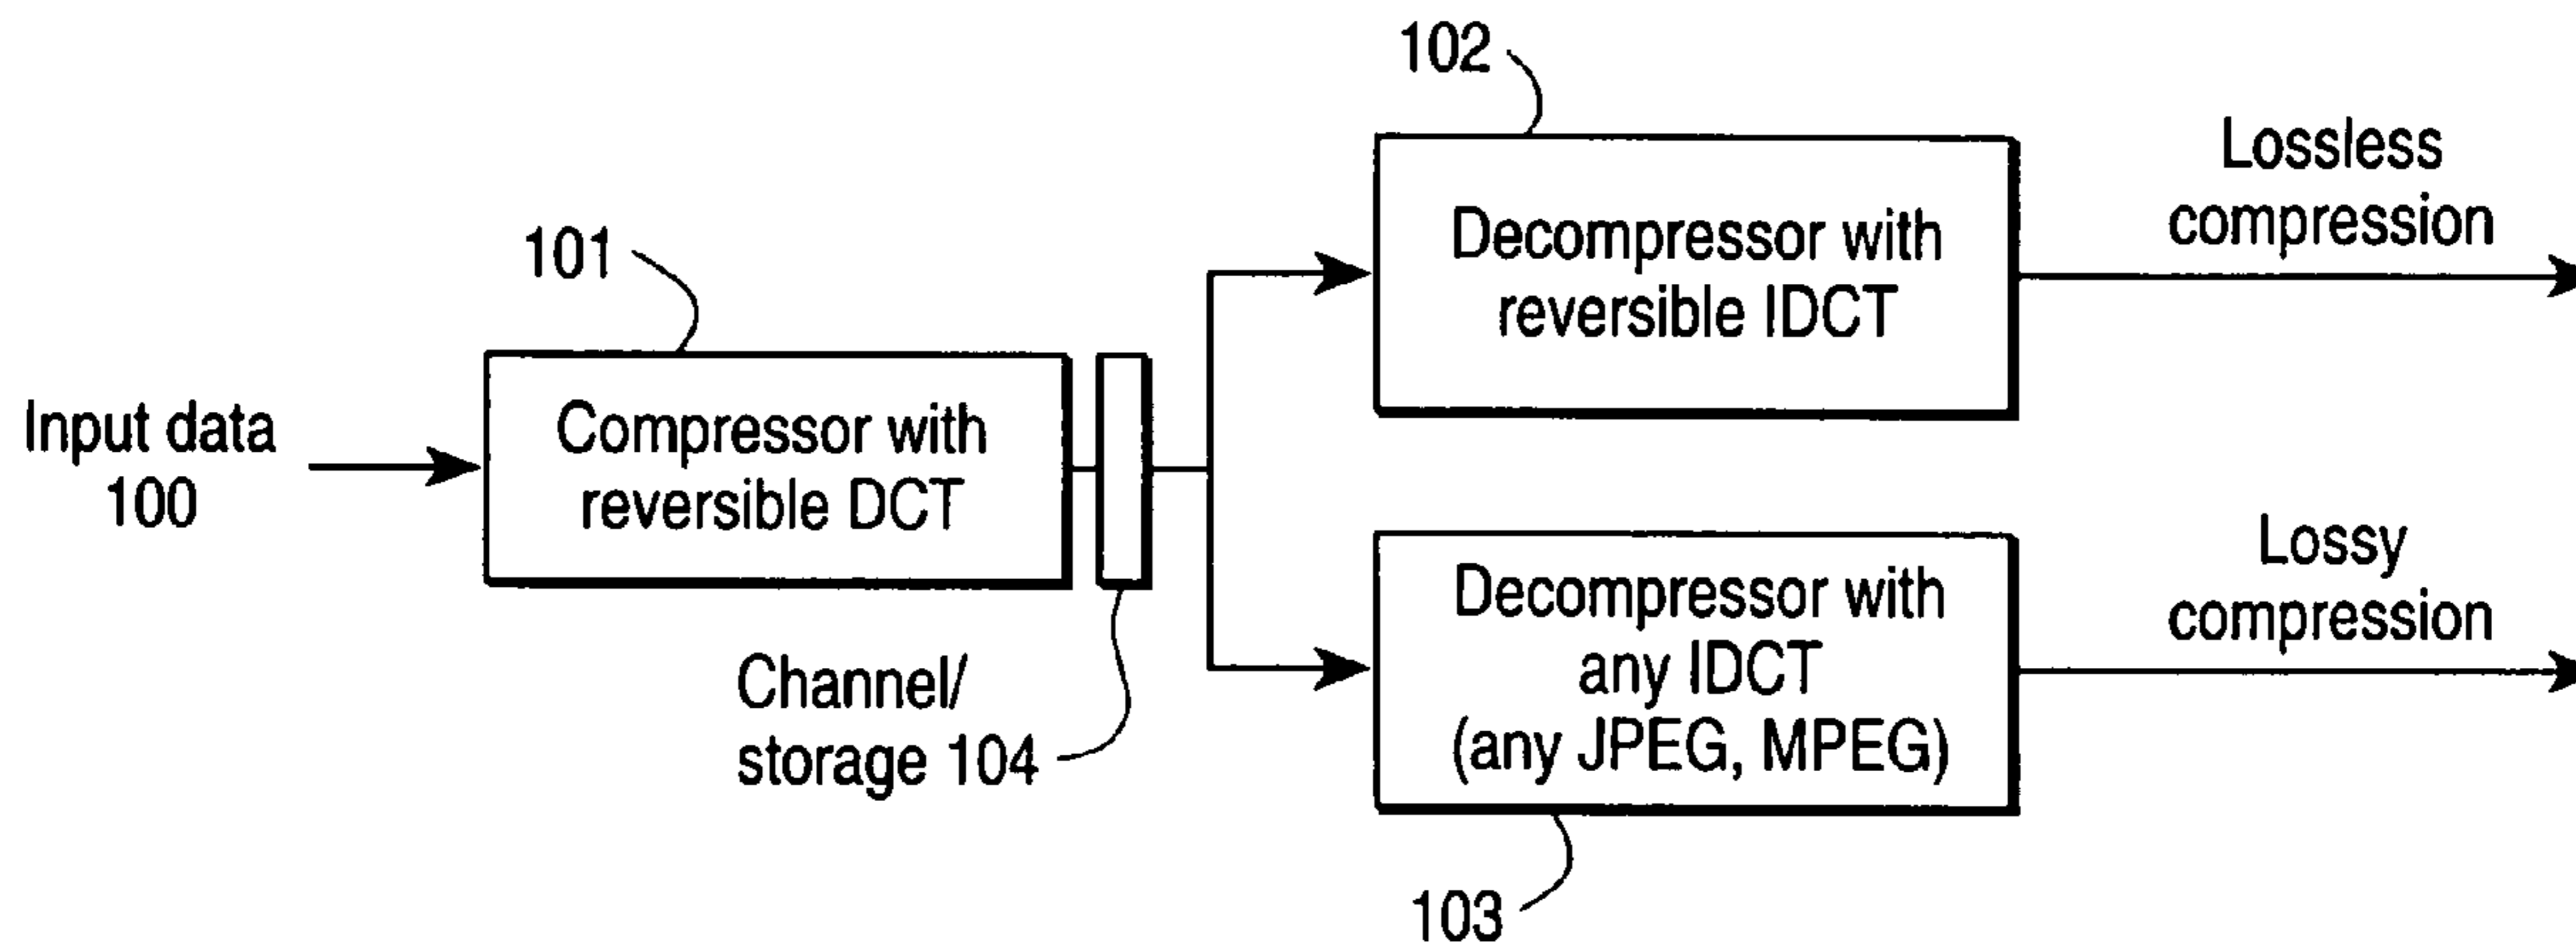 102
Lossless
compression
Decompressor with
reversible IDCT
101
Input data
100
Compressor with
reversible DCT
Channel/
storage 104
Lossy
compression
Decompressor with
any IDCT
(any JPEG, MPEG)
103